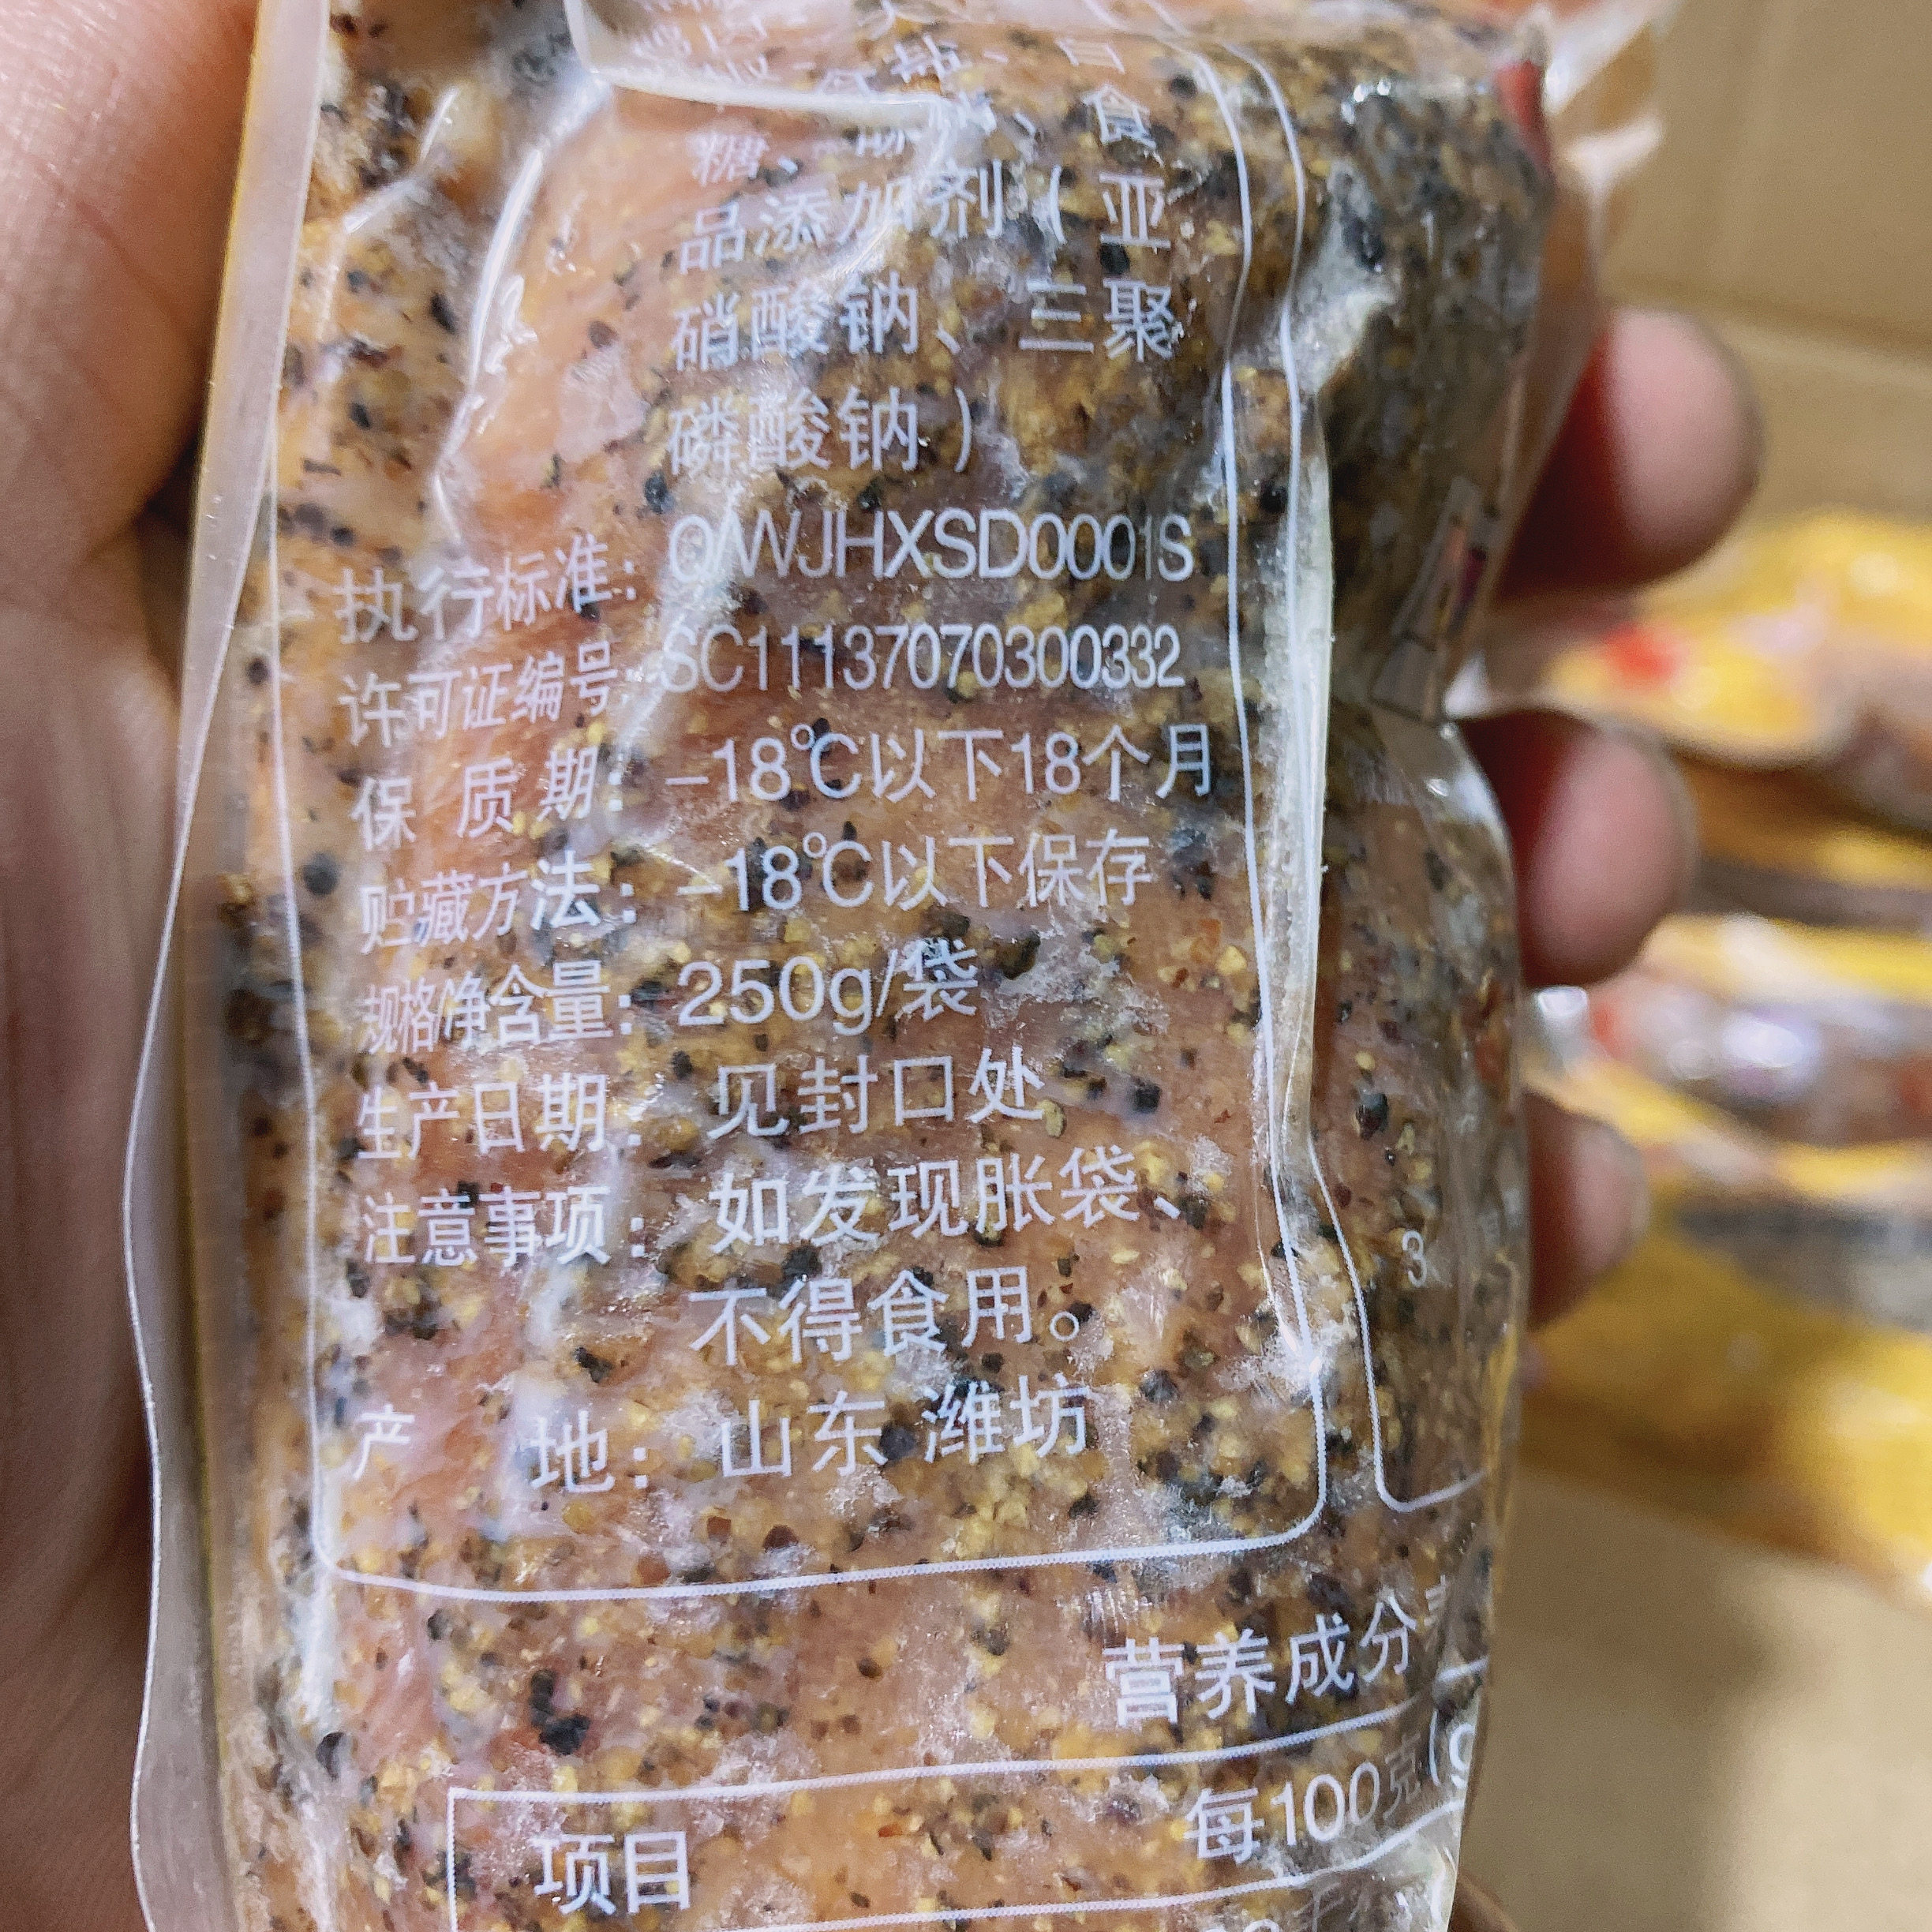 糖、
、食
品添加剂（亚
硝酸钠、三聚
磷酸钠）
执行标准：Q/WJHXSD0001S
许可证编号：SC11137070300332
保质期：-18℃以下18个月
贮藏方法：-18℃以下保存
规格净含量：250g/袋
生产日期：见封口处
注意事项：如发现胀袋、
不得食用。
产地：山东 潍坊
3
营养成分
项目 每100克(g